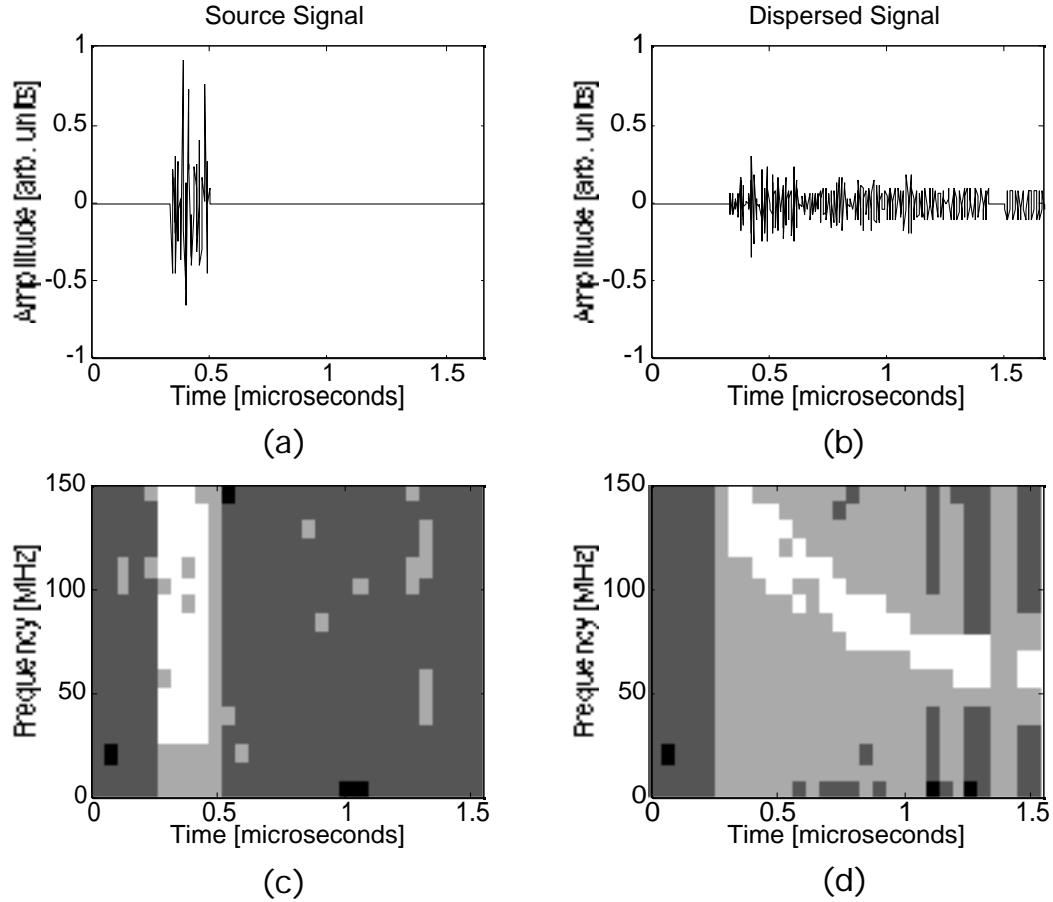 Source Signal
Dispersed Signal
1
0.5
0
-0.5
-1
Amplitude [arb. units]
0
0.5
1
1.5
Time [microseconds]
(a)
1
0.5
0
-0.5
-1
Amplitude [arb. units]
0
0.5
1
1.5
Time [microseconds]
(b)
150
100
50
0
Frequency [MHz]
0
0.5
1
1.5
Time [microseconds]
(c)
150
100
50
0
Frequency [MHz]
0
0.5
1
1.5
Time [microseconds]
(d)